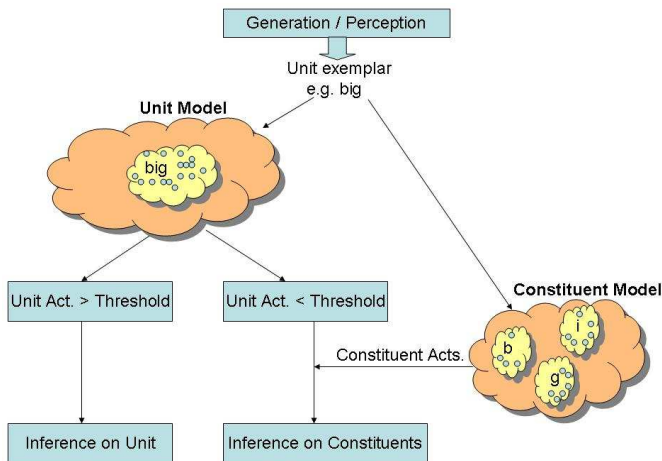 Generation / Perception
Unit exemplar
e.g. big
Unit Model
big
Unit Act. > Threshold
Unit Act. < Threshold
Constituent Model
i
b
g
Constituent Acts.
Inference on Unit
Inference on Constituents